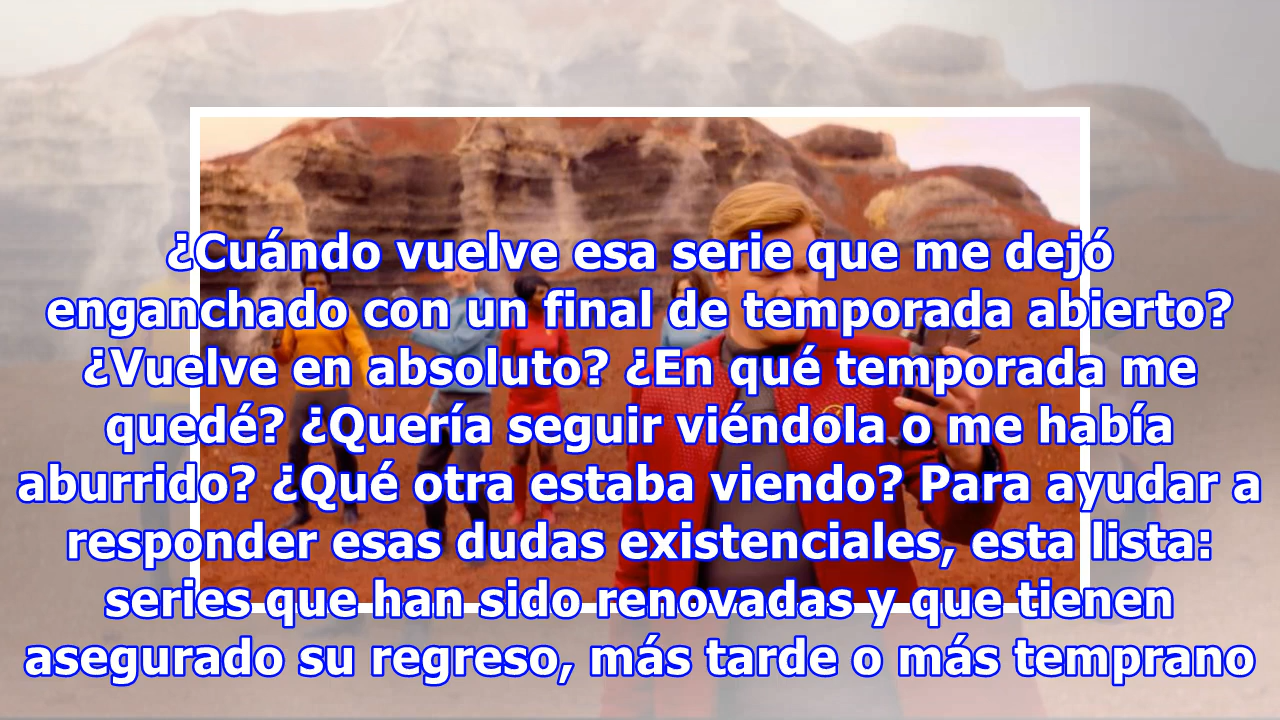 ¿Cuándo vuelve esa serie que me dejó
enganchado con un final de temporada abierto?
¿Vuelve en absoluto? ¿En qué temporada me
quedé? ¿Quería seguir viéndola o me había
aburrido? ¿Qué otra estaba viendo? Para ayudar a
responder esas dudas existenciales, esta lista:
series que han sido renovadas y que tienen
asegurado su regreso, más tarde o más temprano